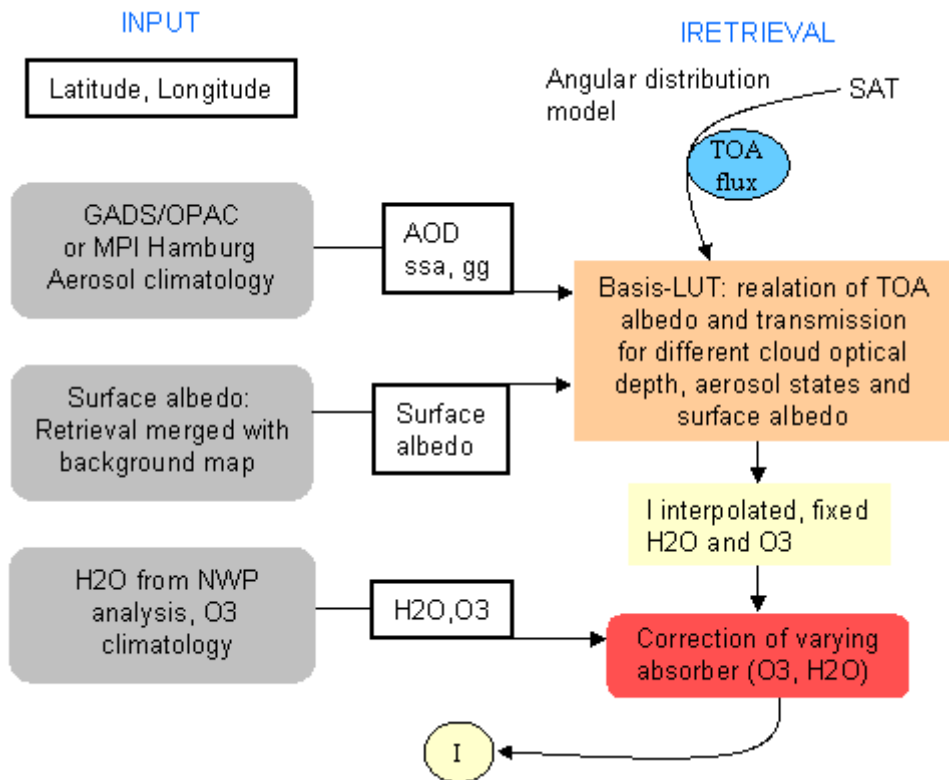 INPUT
IRETRIEVAL
Latitude, Longitude
Angular distribution
model
SAT
TOA
flux
GADS/OPAC
or MPI Hamburg
Aerosol climatology
AOD
ssa, gg
Basis-LUT: realation of TOA
albedo and transmission
for different cloud optical
depth, aerosol states and
surface albedo
Surface albedo:
Retrieval merged with
background map
Surface
albedo
I interpolated, fixed
H2O and O3
H2O from NWP
analysis, O3
climatology
H2O,O3
Correction of varying
absorber (O3, H2O)
I